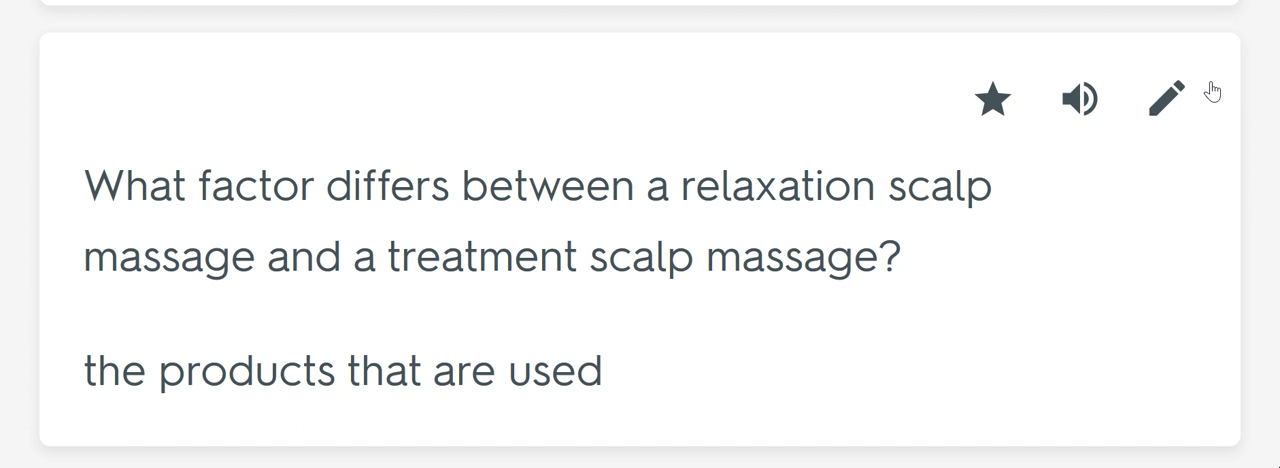 What factor differs between a relaxation scalp
massage and a treatment scalp massage?
the products that are used